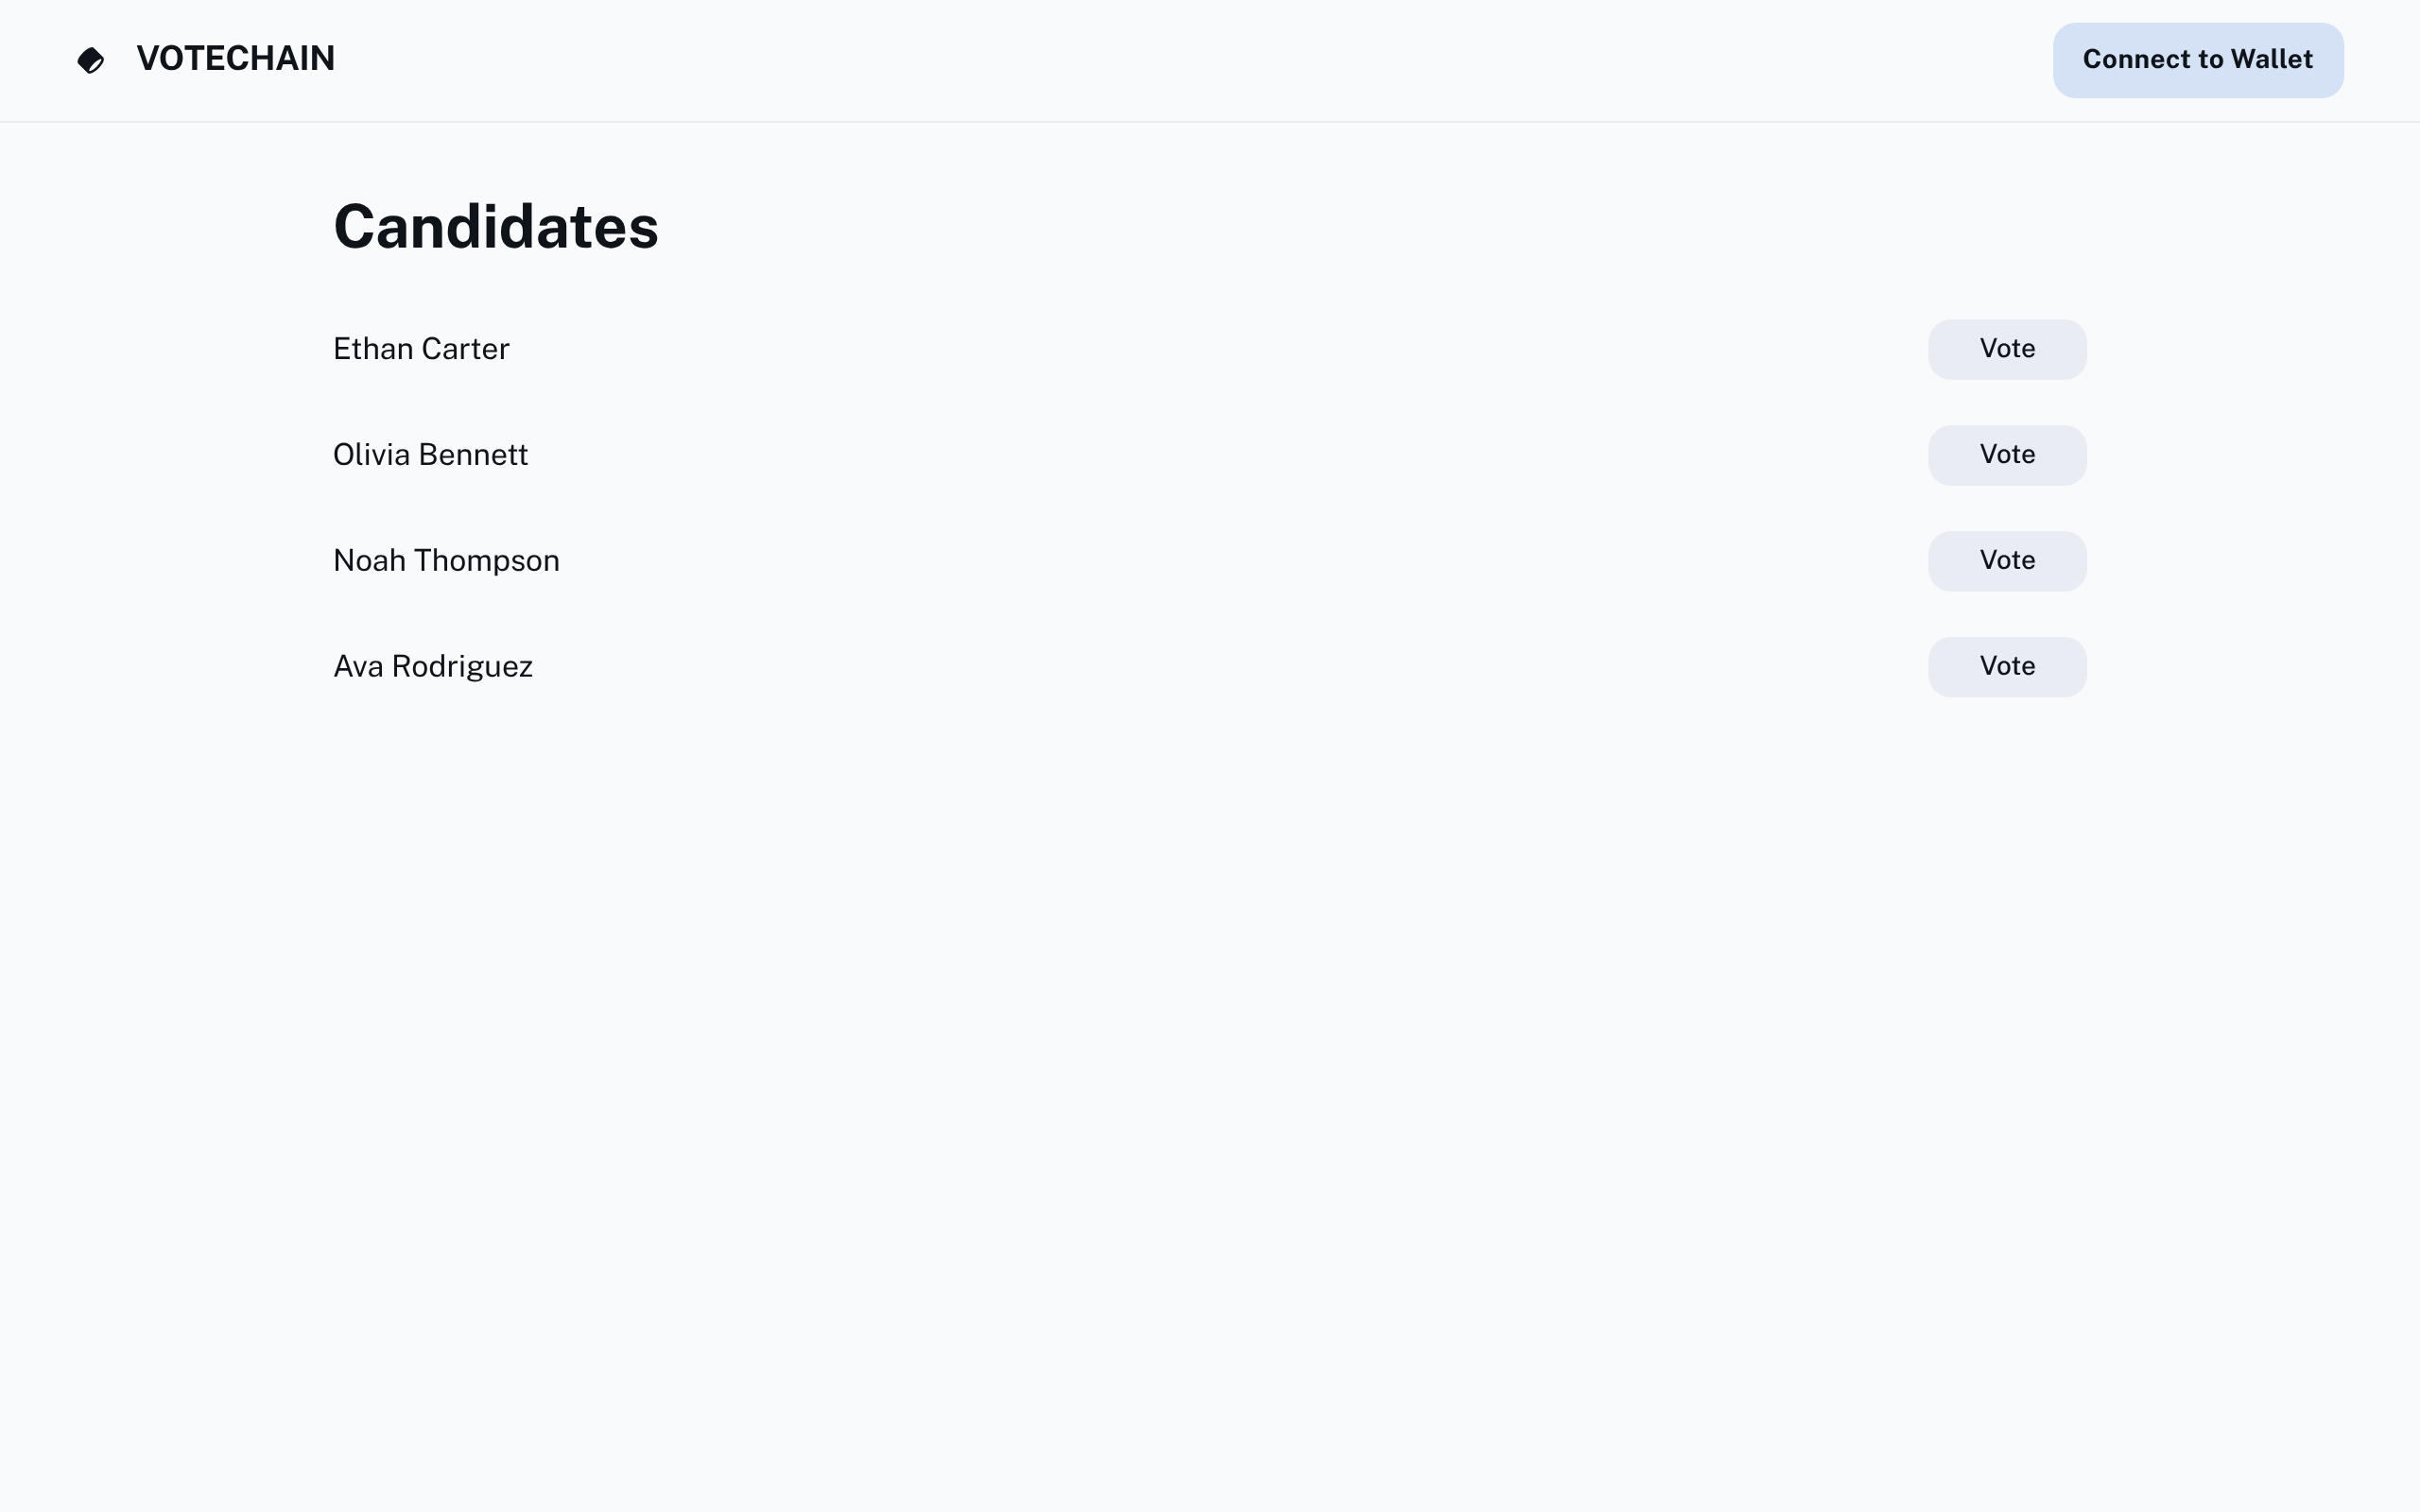 VOTECHAIN
Connect to Wallet
Candidates
Ethan Carter
Vote
Olivia Bennett
Vote
Noah Thompson
Vote
Ava Rodriguez
Vote